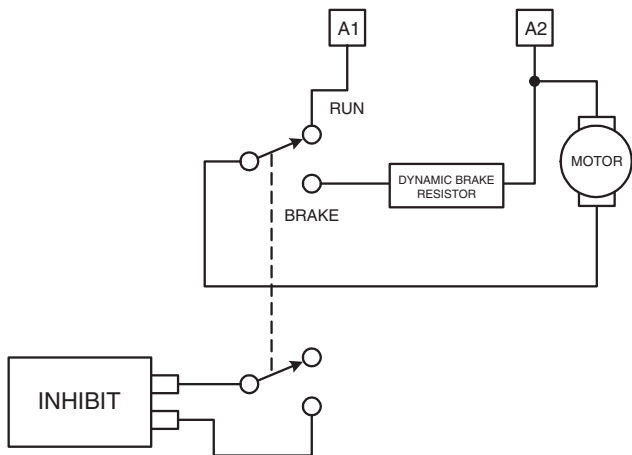 A1
A2
RUN
MOTOR
DYNAMIC BRAKE
RESISTOR
BRAKE
INHIBIT